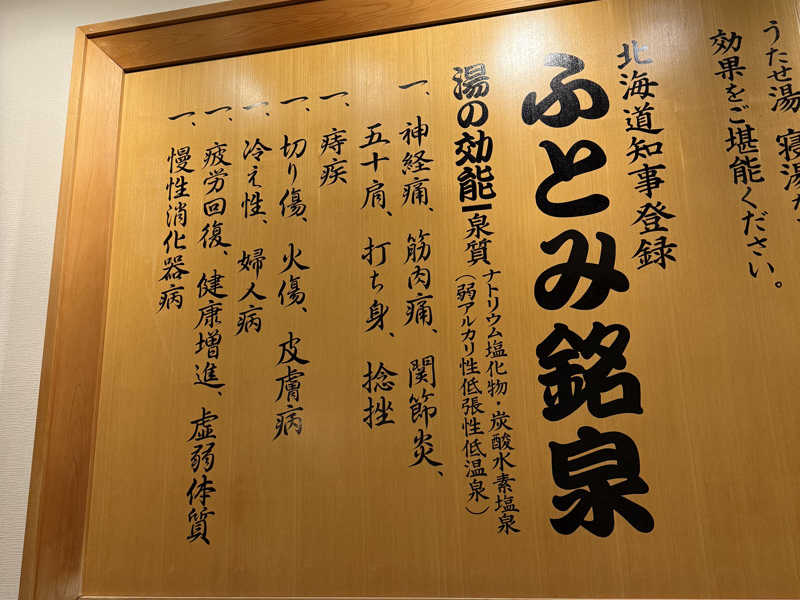 うたせ湯、寝湯
効果をご堪能ください。
北海道知事登録
ふとみ銘泉
湯の効能 泉質 ナトリウム塩化物・炭酸水素塩泉
(弱アルカリ性低張性低温泉)
一、神経痛、筋肉痛、関節炎、
五十肩、打ち身、捻挫
一、痔疾
一、切り傷、火傷、皮膚病
一、冷え性、婦人病
一、疲労回復、健康増進、虚弱体質
一、慢性消化器病